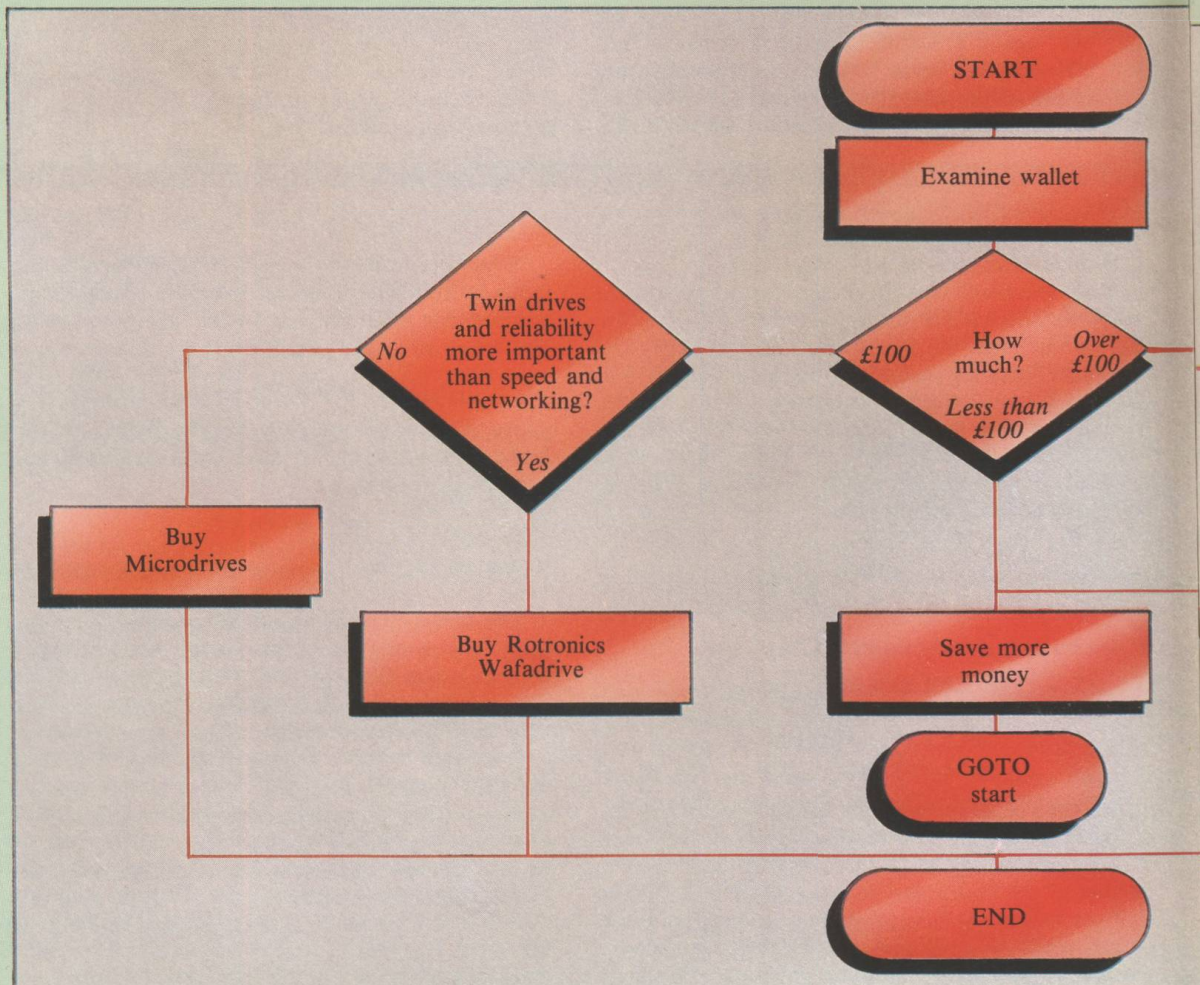 START
Examine wallet
Twin drives
and reliability
more important
than speed and
networking?
No
Yes
How
much?
£100
Over
£100
Less than
£100
Buy
Microdrives
Buy Rotronics
Wafadrive
Save more
money
GOTO
start
END